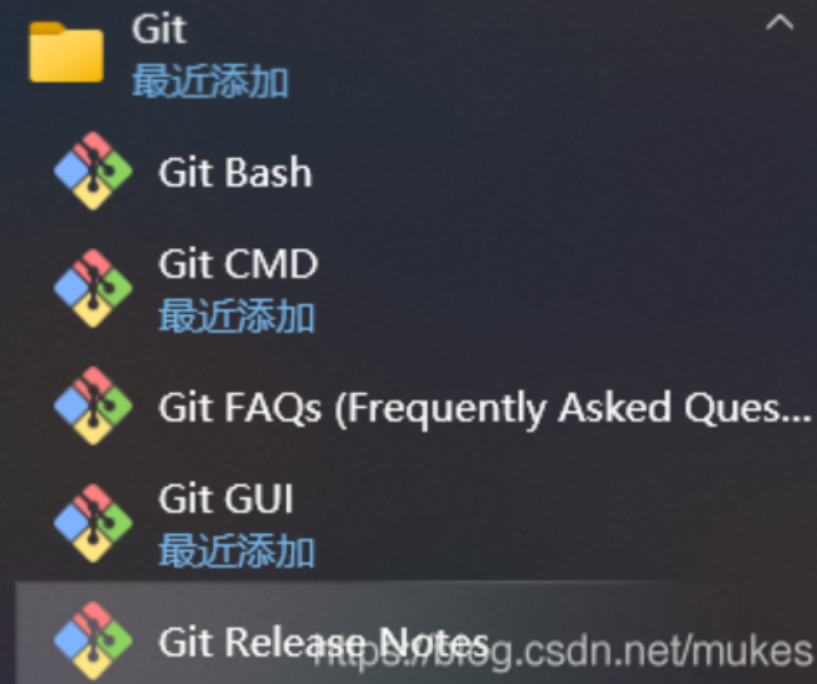 Git
最近添加
Git Bash
Git CMD
最近添加
Git FAQs (Frequently Asked Ques...
Git GUI
最近添加
Git Release Notes
https://blog.csdn.net/mukes